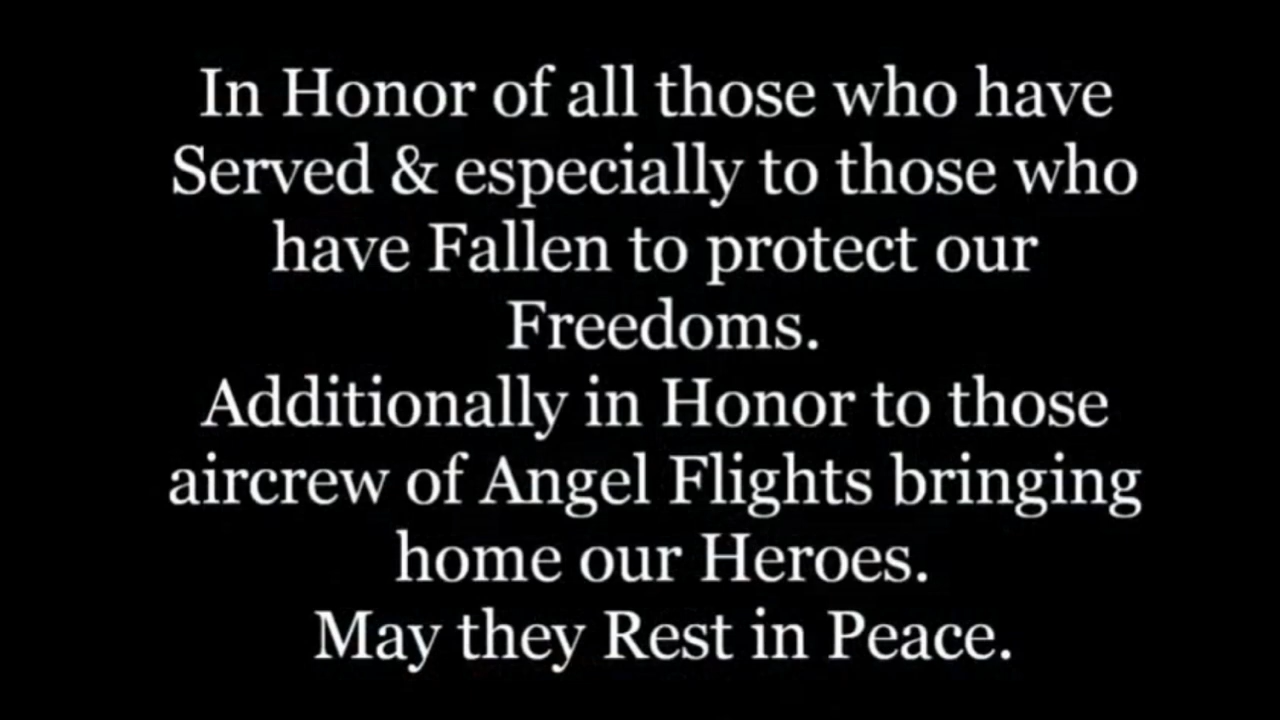 In Honor of all those who have
Served & especially to those who
have Fallen to protect our
Freedoms.
Additionally in Honor to those
aircrew of Angel Flights bringing
home our Heroes.
May they Rest in Peace.